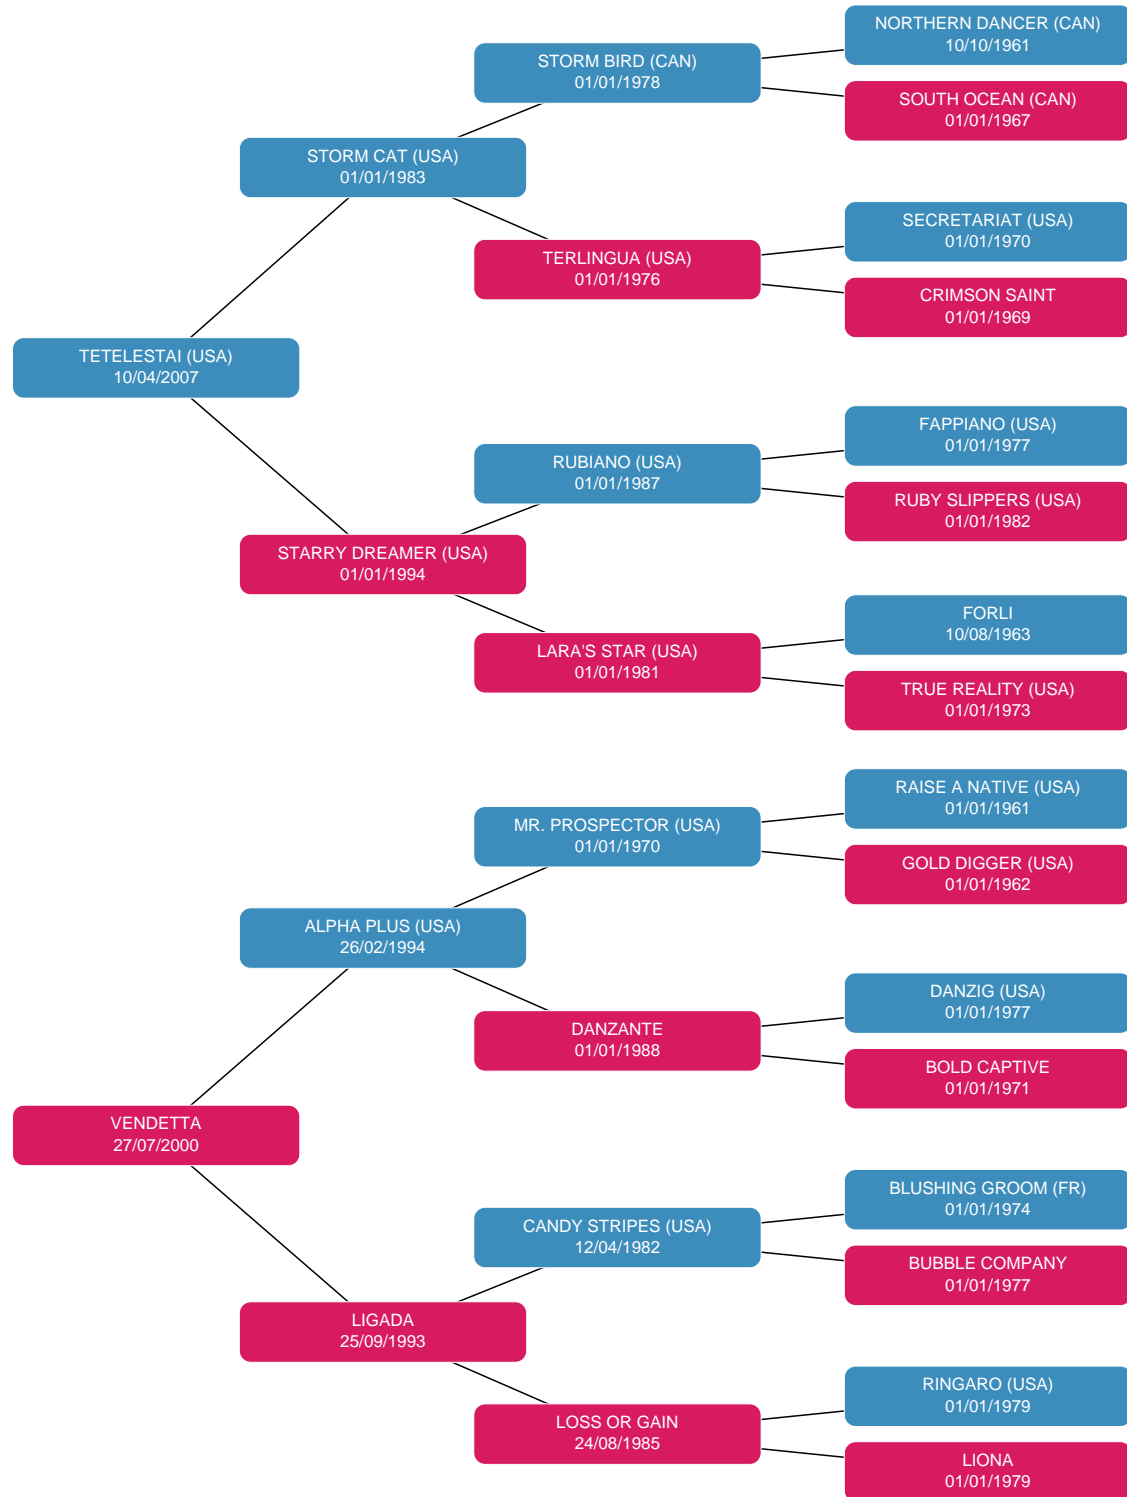 NORTHERN DANCER (CAN)
10/10/1961
STORM BIRD (CAN)
01/01/1978
SOUTH OCEAN (CAN)
01/01/1967
STORM CAT (USA)
01/01/1983
SECRETARIAT (USA)
01/01/1970
TERLINGUA (USA)
01/01/1976
CRIMSON SAINT
01/01/1969
TETELESTAI (USA)
10/04/2007
FAPPIANO (USA)
01/01/1977
RUBIANO (USA)
01/01/1987
RUBY SLIPPERS (USA)
01/01/1982
STARRY DREAMER (USA)
01/01/1994
FORLI
10/08/1963
LARA'S STAR (USA)
01/01/1981
TRUE REALITY (USA)
01/01/1973
RAISE A NATIVE (USA)
01/01/1961
MR. PROSPECTOR (USA)
01/01/1970
GOLD DIGGER (USA)
01/01/1962
ALPHA PLUS (USA)
26/02/1994
DANZIG (USA)
01/01/1977
DANZANTE
01/01/1988
BOLD CAPTIVE
01/01/1971
VENDETTA
27/07/2000
BLUSHING GROOM (FR)
01/01/1974
CANDY STRIPES (USA)
12/04/1982
BUBBLE COMPANY
01/01/1977
LIGADA
25/09/1993
RINGARO (USA)
01/01/1979
LOSS OR GAIN
24/08/1985
LIONA
01/01/1979